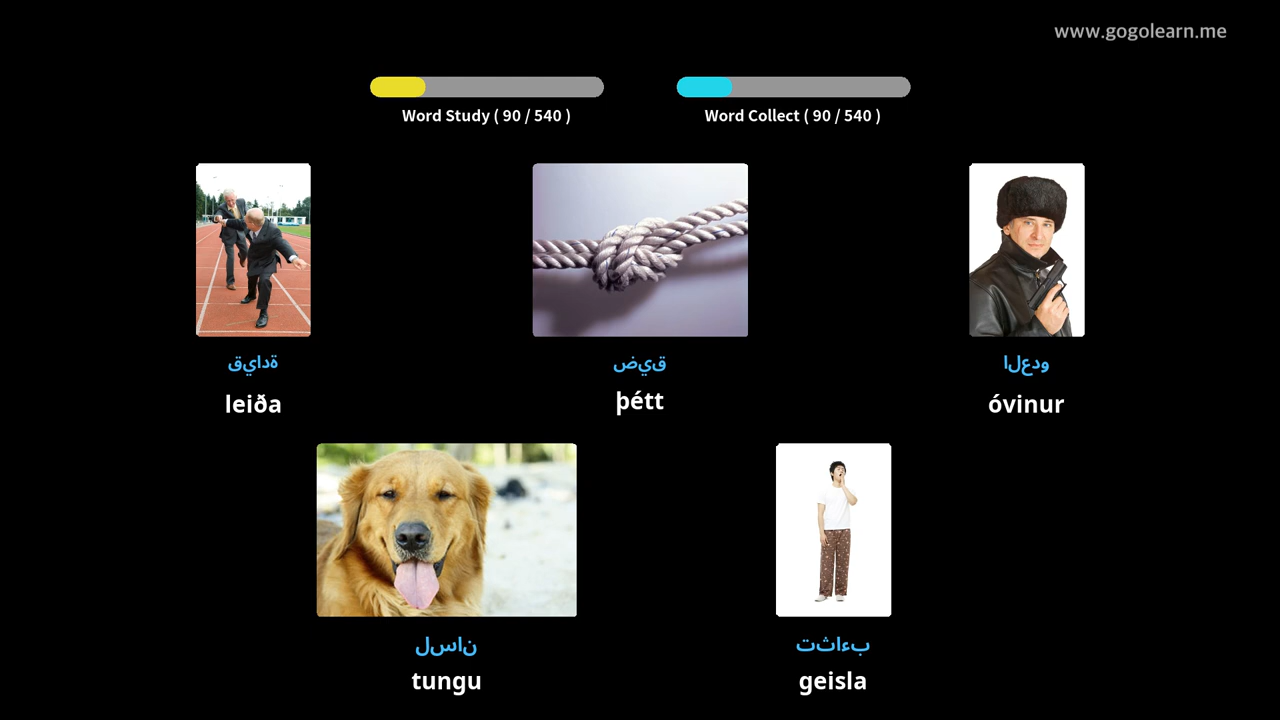 www.gogolearn.me
Word Study ( 90 / 540 )
Word Collect ( 90 / 540 )
قيادة
ضيق
العدو
leiða
þétt
óvinur
لسان
تثاءب
tungu
geisla